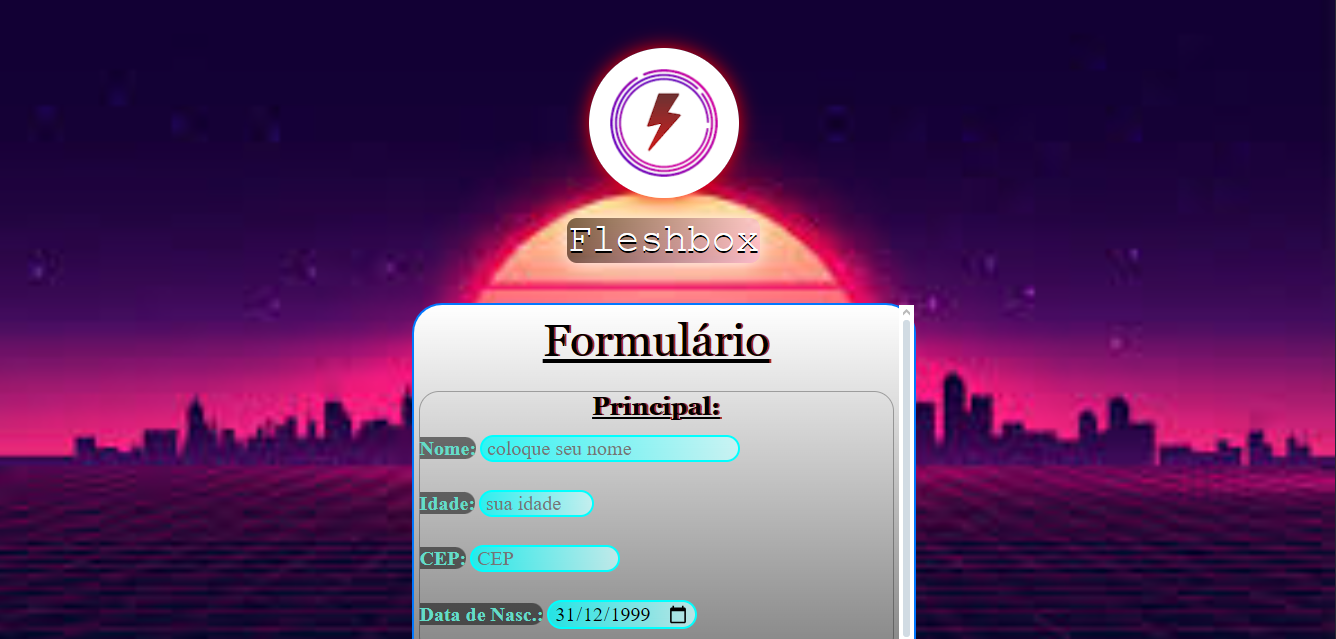 Fleshbox
Formulário
Principal:
Nome: coloque seu nome
Idade: sua idade
CEP: CEP
Data de Nasc.: 31/12/1999